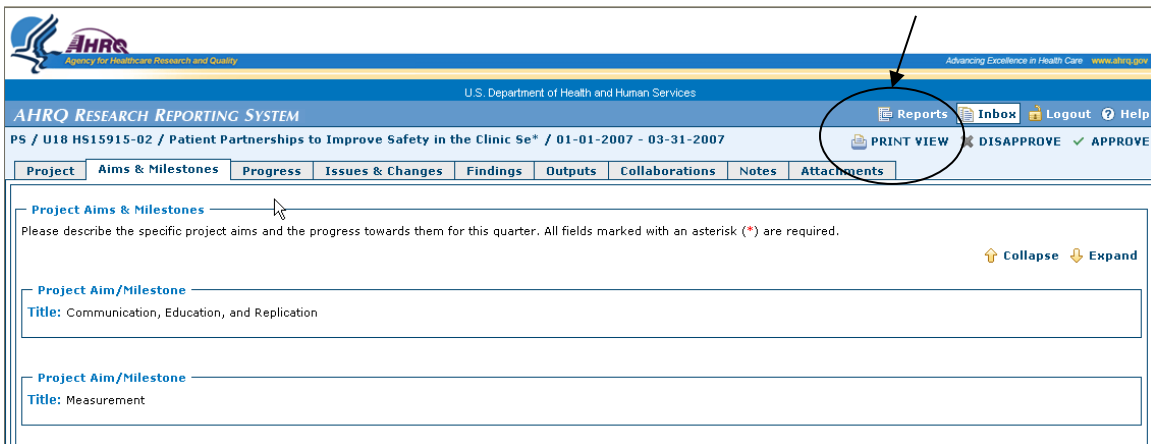 AHRQ
Agency for Healthcare Research and Quality
Advancing Excellence in Health Care www.ahrq.gov
U.S. Department of Health and Human Services
AHRQ RESEARCH REPORTING SYSTEM
Reports Inbox Logout ? Help
PS / U18 HS15915-02 / Patient Partnerships to Improve Safety in the Clinic Se* / 01-01-2007 - 03-31-2007
PRINT VIEW DISAPPROVE APPROVE
Project Aims & Milestones Progress Issues & Changes Findings Outputs Collaborations Notes Attachments
Project Aims & Milestones
Please describe the specific project aims and the progress towards them for this quarter. All fields marked with an asterisk (*) are required.
Collapse Expand
Project Aim/Milestone
Title: Communication, Education, and Replication
Project Aim/Milestone
Title: Measurement